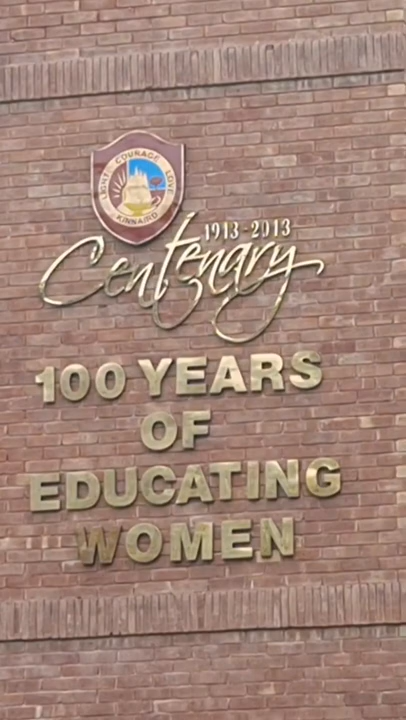 LIGHT COURAGE LOVE
KINNAIRD
1913-2013
Centenary
100 YEARS
OF
EDUCATING
WOMEN